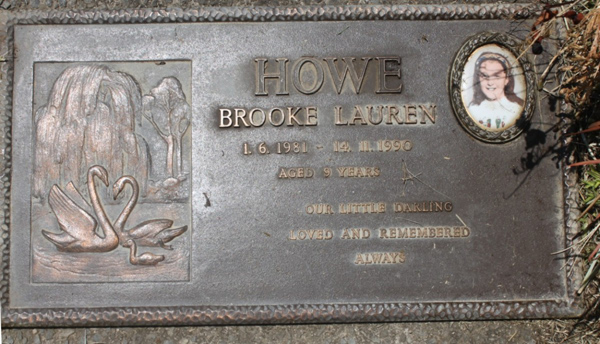 HOWE
BROOKE LAUREN
1. 6. 1981 - 14. 11. 1990
AGED 9 YEARS
OUR LITTLE DARLING
LOVED AND REMEMBERED
ALWAYS